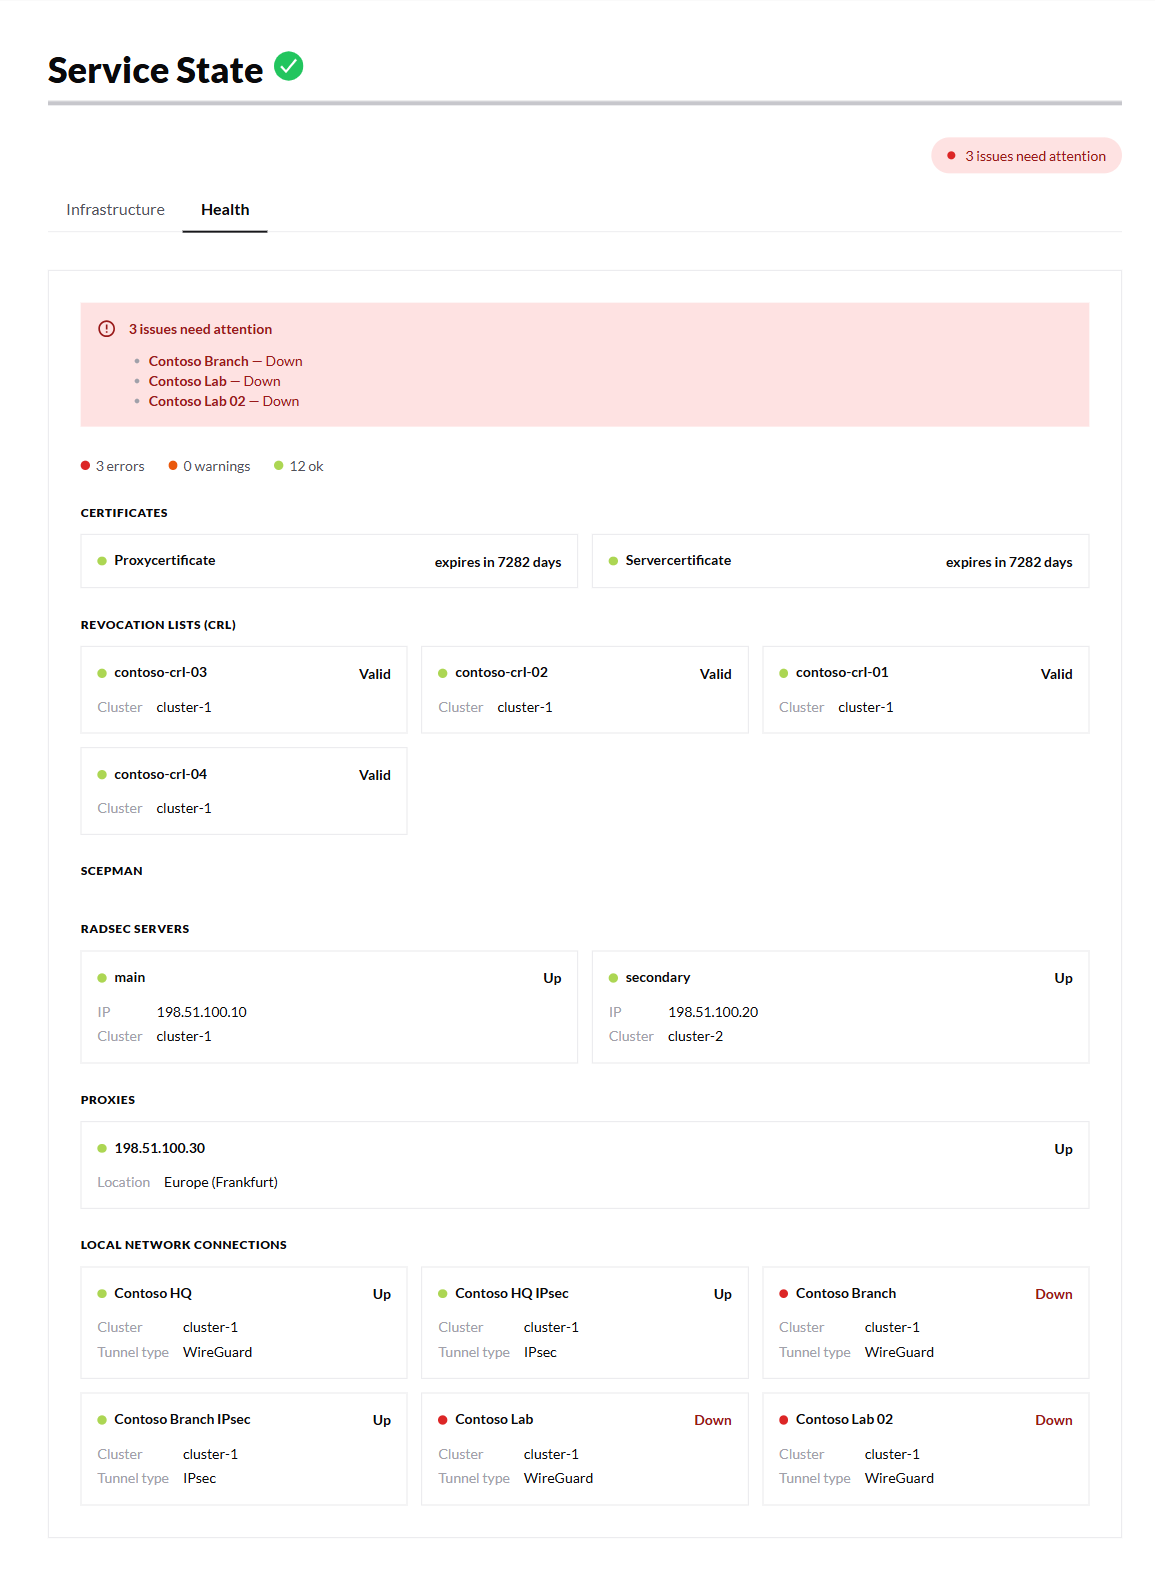 Service State
3 issues need attention
Infrastructure Health
3 issues need attention
Contoso Branch — Down
Contoso Lab — Down
Contoso Lab 02 — Down
3 errors 0 warnings 12 ok
CERTIFICATES
Proxycertificate expires in 7282 days Servercertificate expires in 7282 days
REVOCATION LISTS (CRL)
contoso-crl-03 Valid contoso-crl-02 Valid contoso-crl-01 Valid
Cluster cluster-1 Cluster cluster-1 Cluster cluster-1
contoso-crl-04 Valid
Cluster cluster-1
SCEPMAN
RADSEC SERVERS
main Up secondary Up
IP 198.51.100.10 IP 198.51.100.20
Cluster cluster-1 Cluster cluster-2
PROXIES
198.51.100.30 Up
Location Europe (Frankfurt)
LOCAL NETWORK CONNECTIONS
Contoso HQ Up Contoso HQ IPsec Up Contoso Branch Down
Cluster cluster-1 Cluster cluster-1 Cluster cluster-1
Tunnel type WireGuard Tunnel type IPsec Tunnel type WireGuard
Contoso Branch IPsec Up Contoso Lab Down Contoso Lab 02 Down
Cluster cluster-1 Cluster cluster-1 Cluster cluster-1
Tunnel type IPsec Tunnel type WireGuard Tunnel type WireGuard